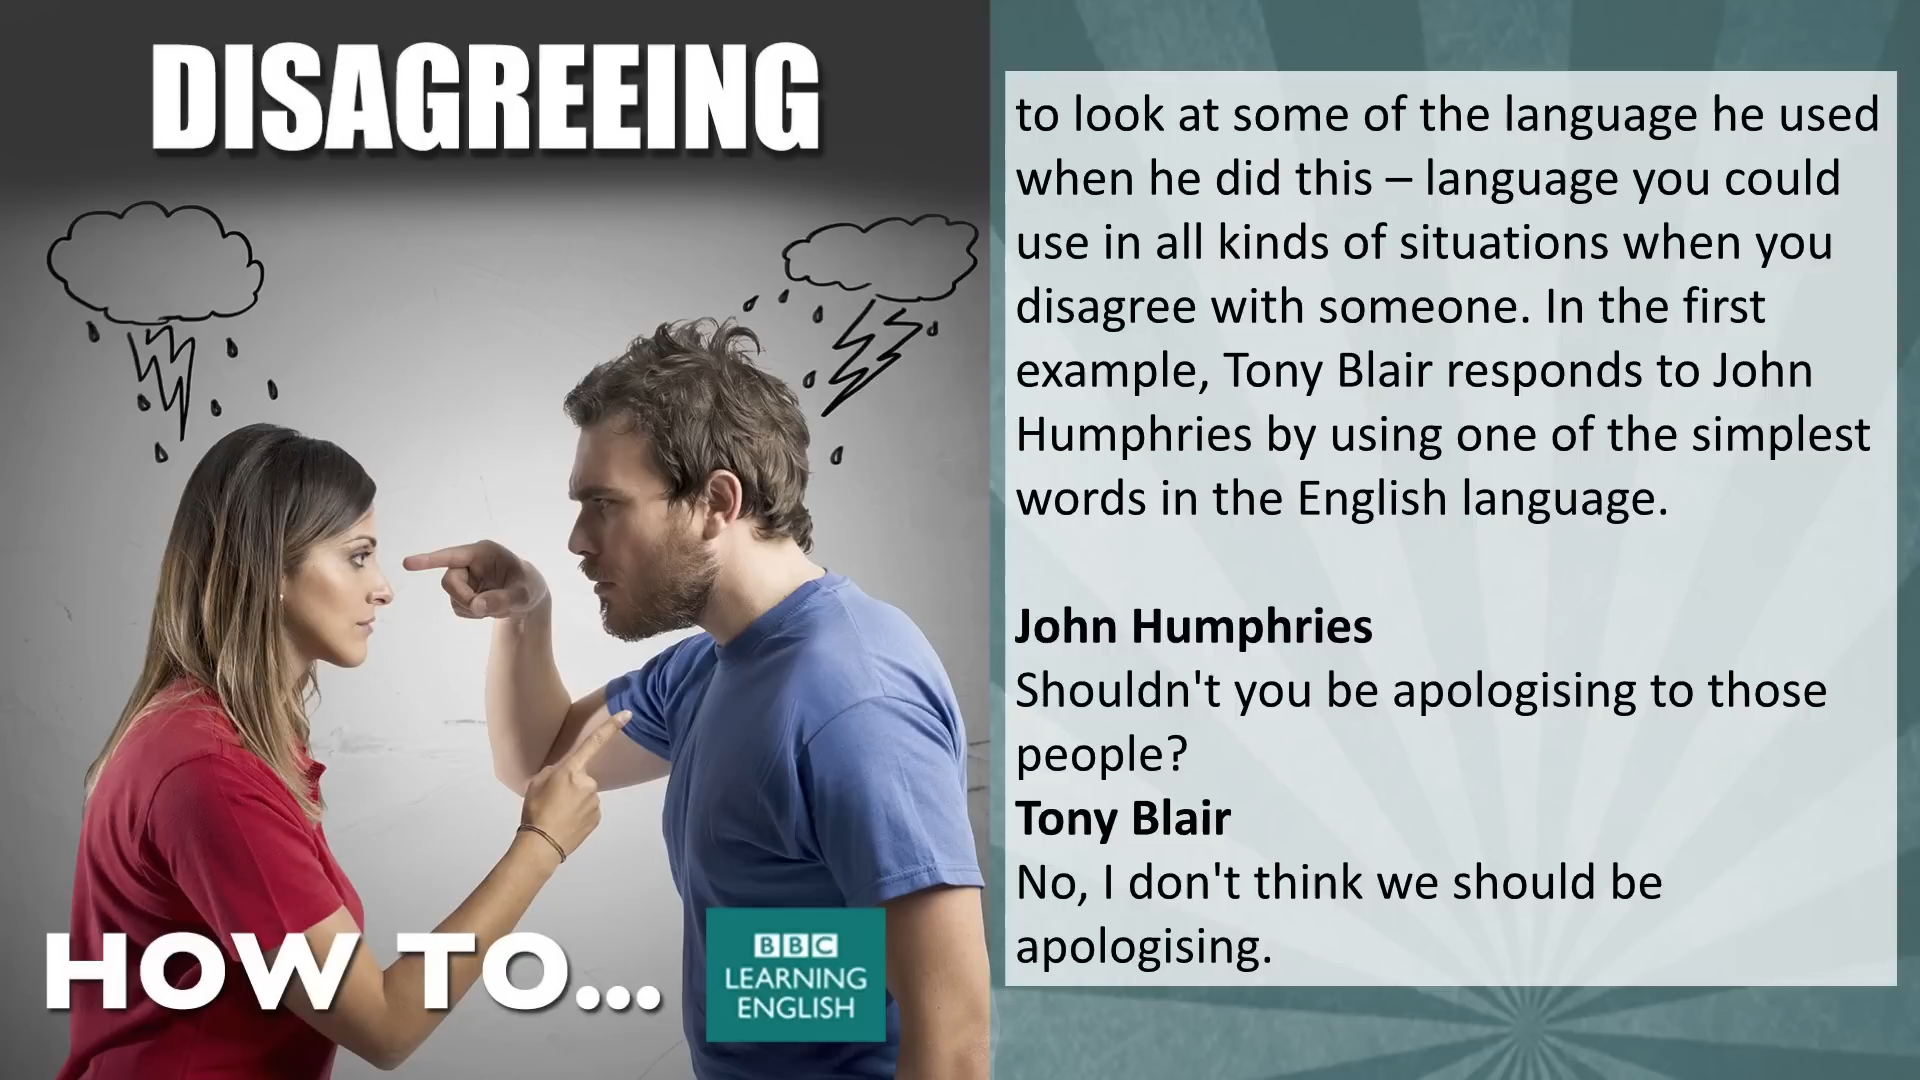 DISAGREEING
HOW TO...
BBC
LEARNING
ENGLISH
to look at some of the language he used
when he did this – language you could
use in all kinds of situations when you
disagree with someone. In the first
example, Tony Blair responds to John
Humphries by using one of the simplest
words in the English language.
John Humphries
Shouldn't you be apologising to those
people?
Tony Blair
No, I don't think we should be
apologising.